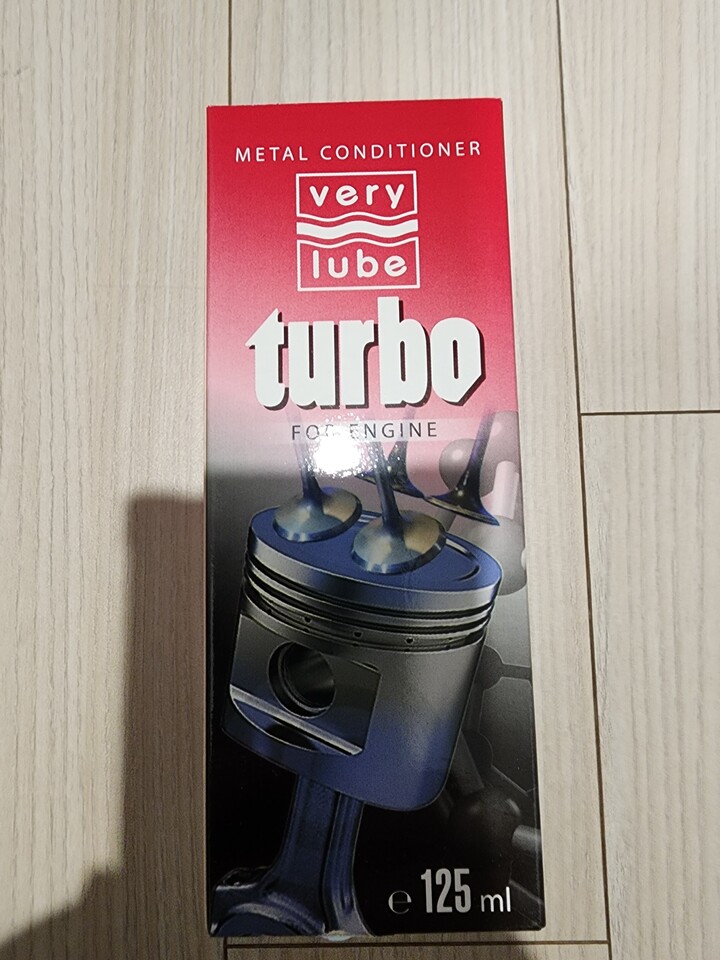 METAL CONDITIONER
very
lube
turbo
FOR ENGINE
e 125 ml